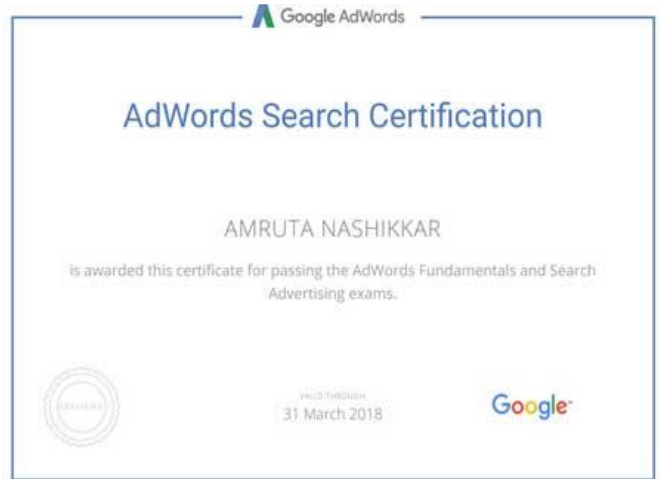 Google AdWords
AdWords Search Certification
AMRUTA NASHIKKAR
is awarded this certificate for passing the AdWords Fundamentals and Search
Advertising exams.
VALID THROUGH
31 March 2018
Google